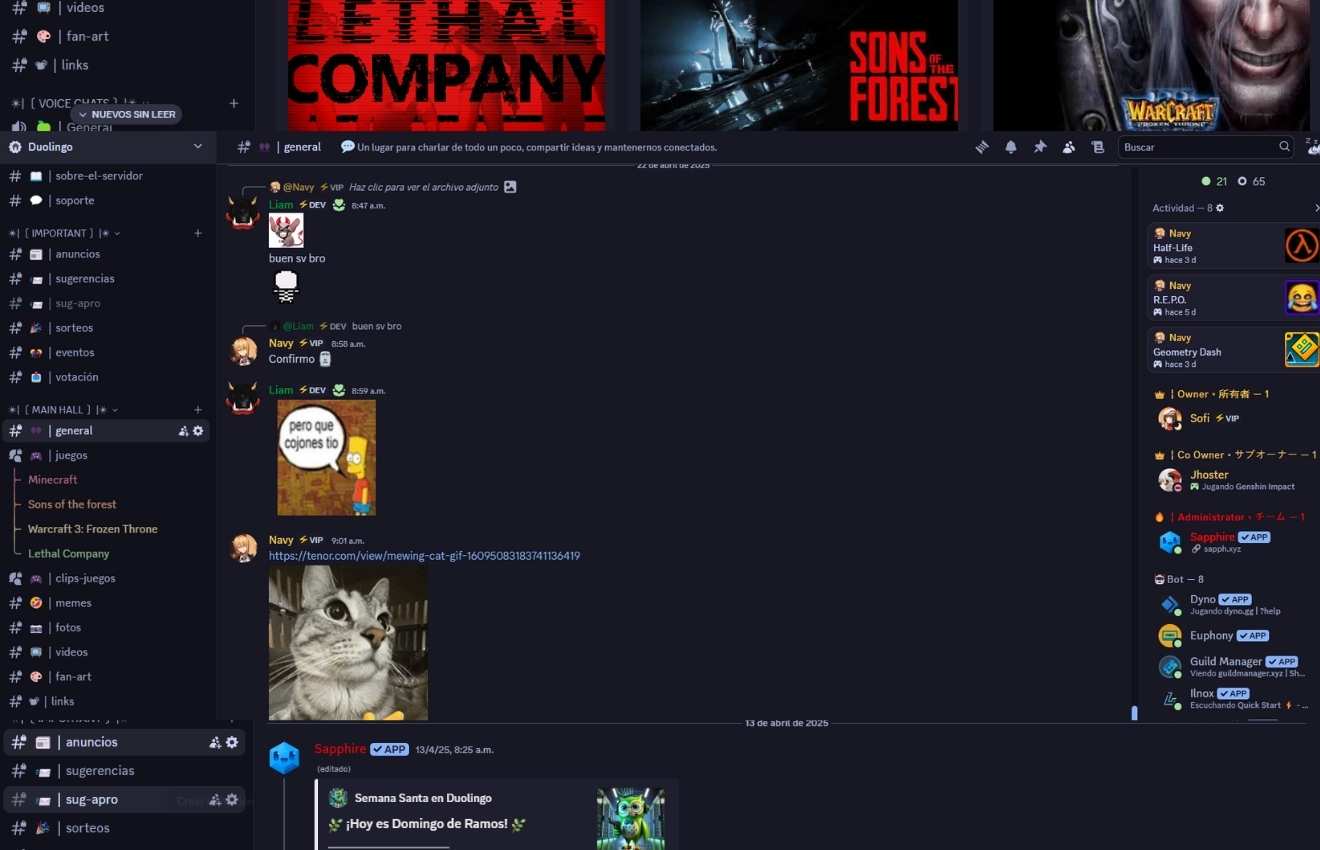 # | videos
# | fan-art
# | links
[ VOICE CHATS ]
NUEVOS SIN LEER
| General
LETHAL
COMPANY
SONS
OF
THE
FOREST
WARCRAFT
FROZEN THRONE
Duolingo
# | general
Un lugar para charlar de todo un poco, compartir ideas y mantenernos conectados.
Buscar
# | sobre-el-servidor
# | soporte
✶| [ IMPORTANT ] |✶
# | anuncios
# | sugerencias
# | sug-apro
# | sorteos
# | eventos
# | votación
✶| [ MAIN HALL ] |✶
# | general
| juegos
Minecraft
Sons of the forest
Warcraft 3: Frozen Throne
Lethal Company
| clips-juegos
# | memes
# | fotos
# | videos
# | fan-art
# | links
22 de abril de 2025
@Navy ⚡VIP Haz clic para ver el archivo adjunto
Liam ⚡DEV 8:47 a.m.
buen sv bro
@Liam ⚡DEV buen sv bro
Navy ⚡VIP 8:58 a.m.
Confirmo 🗿
Liam ⚡DEV 8:59 a.m.
pero que
cojones tio
Navy ⚡VIP 9:01 a.m.
https://tenor.com/view/mewing-cat-gif-16095083183741136419
21 65
Actividad — 8
Navy
Half-Life
hace 3 d
Navy
R.E.P.O.
hace 5 d
Navy
Geometry Dash
hace 3 d
| Owner・所有者 — 1
Sofi ⚡VIP
| Co Owner・サブオーナー — 1
Jhoster
Jugando Genshin Impact
| Administrator・チーム — 1
Sapphire ✓ APP
sapph.xyz
Bot — 8
Dyno ✓ APP
Jugando dyno.gg | ?help
Euphony ✓ APP
Guild Manager ✓ APP
Viendo guildmanager.xyz | Sh...
Ilnox ✓ APP
Escuchando Quick Start ⚡ - ...
# | anuncios
# | sugerencias
# | sug-apro
# | sorteos
13 de abril de 2025
Sapphire ✓ APP 13/4/25, 8:25 a.m.
(editado)
Semana Santa en Duolingo
🌿 ¡Hoy es Domingo de Ramos! 🌿